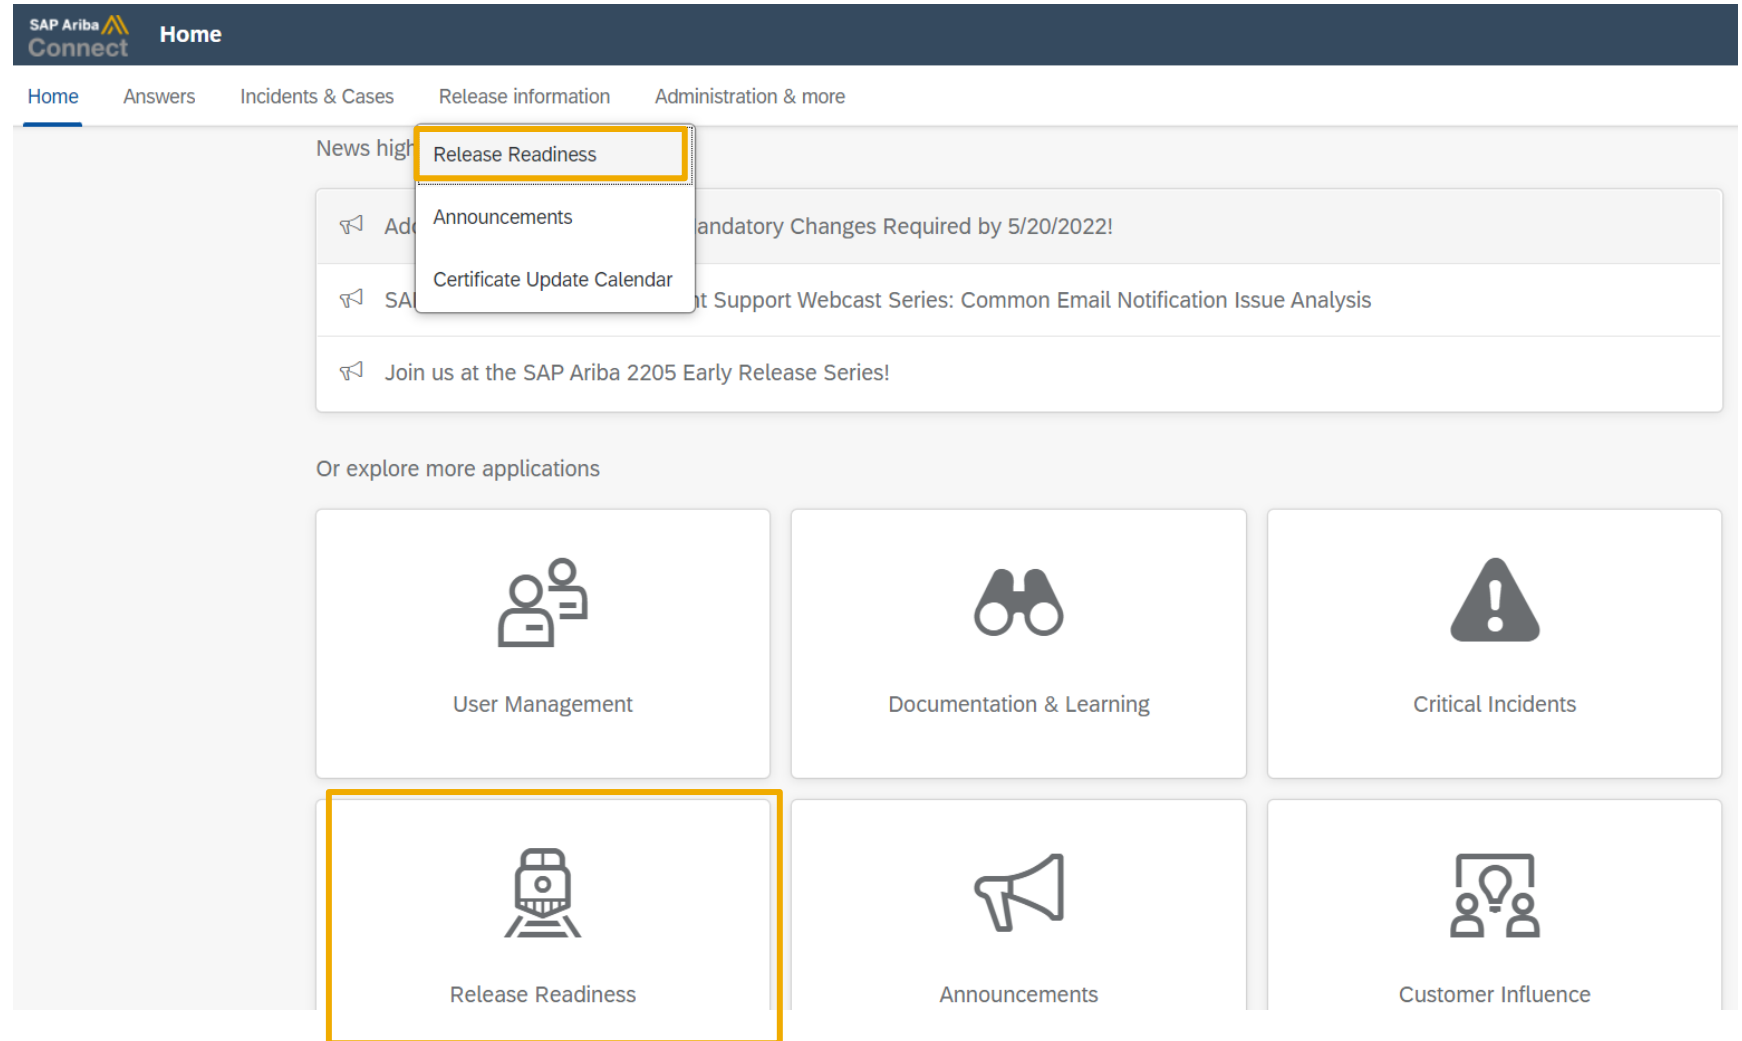 SAP Ariba
Connect
Home
Home Answers Incidents & Cases Release information Administration & more
News high
Release Readiness
Announcements
Certificate Update Calendar
andatory Changes Required by 5/20/2022!
Support Webcast Series: Common Email Notification Issue Analysis
Join us at the SAP Ariba 2205 Early Release Series!
Or explore more applications
User Management
Documentation & Learning
Critical Incidents
Release Readiness
Announcements
Customer Influence